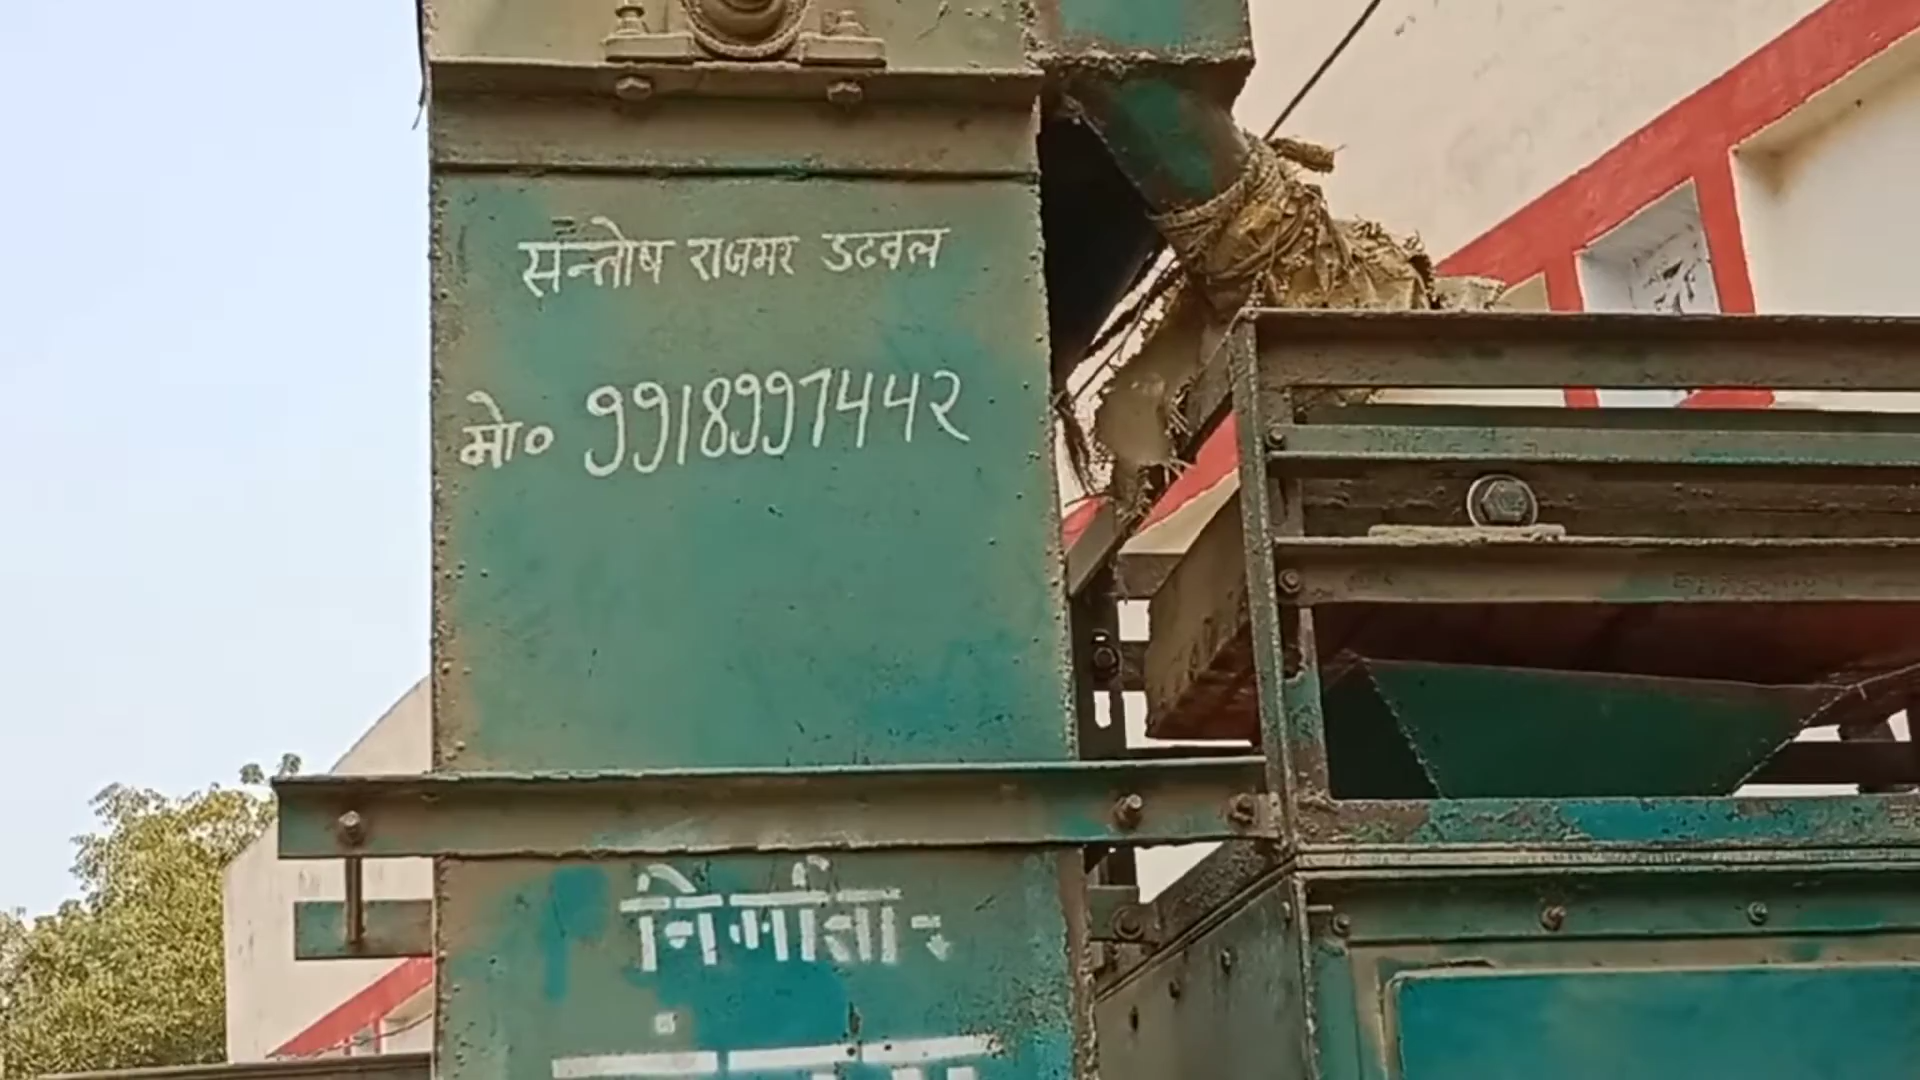 सन्तोष राजभर डढवल
मो० 9918997442
निर्माता :-